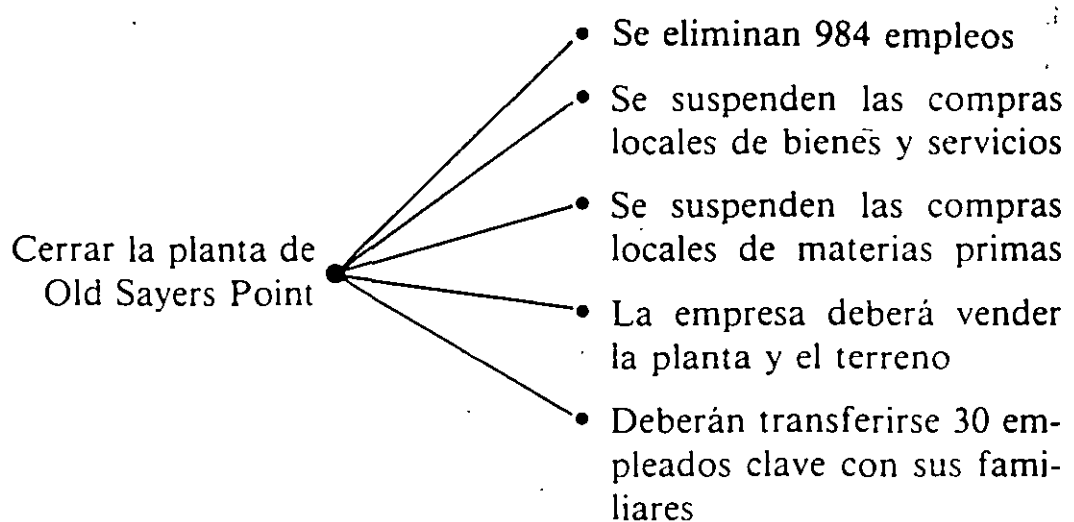 Se eliminan 984 empleos
Se suspenden las compras
locales de bienes y servicios
Se suspenden las compras
locales de materias primas
Cerrar la planta de
Old Sayers Point
La empresa deberá vender
la planta y el terreno
Deberán transferirse 30 em-
pleados clave con sus fami-
liares